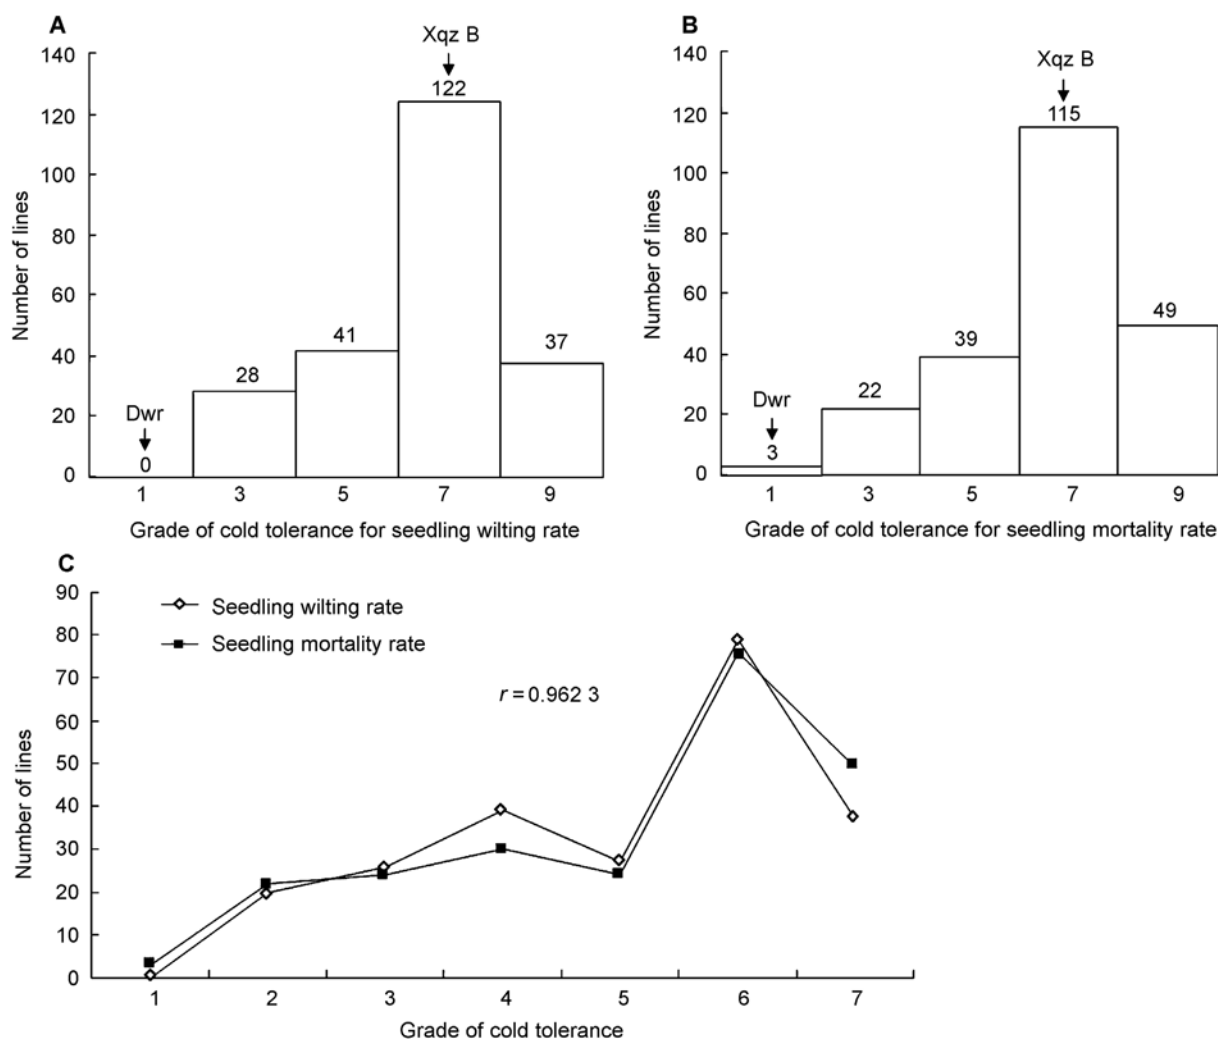 A
Xqz B
140
120
100
80
60
40
20
0
Number of lines
122
28
41
37
Dwr
0
1 3 5 7 9
Grade of cold tolerance for seedling wilting rate
B
Xqz B
140
120
100
80
60
40
20
0
Number of lines
115
49
39
22
Dwr
3
1 3 5 7 9
Grade of cold tolerance for seedling mortality rate
C
90
80
70
60
50
40
30
20
10
0
Number of lines
Seedling wilting rate
Seedling mortality rate
r = 0.962 3
1 2 3 4 5 6 7
Grade of cold tolerance